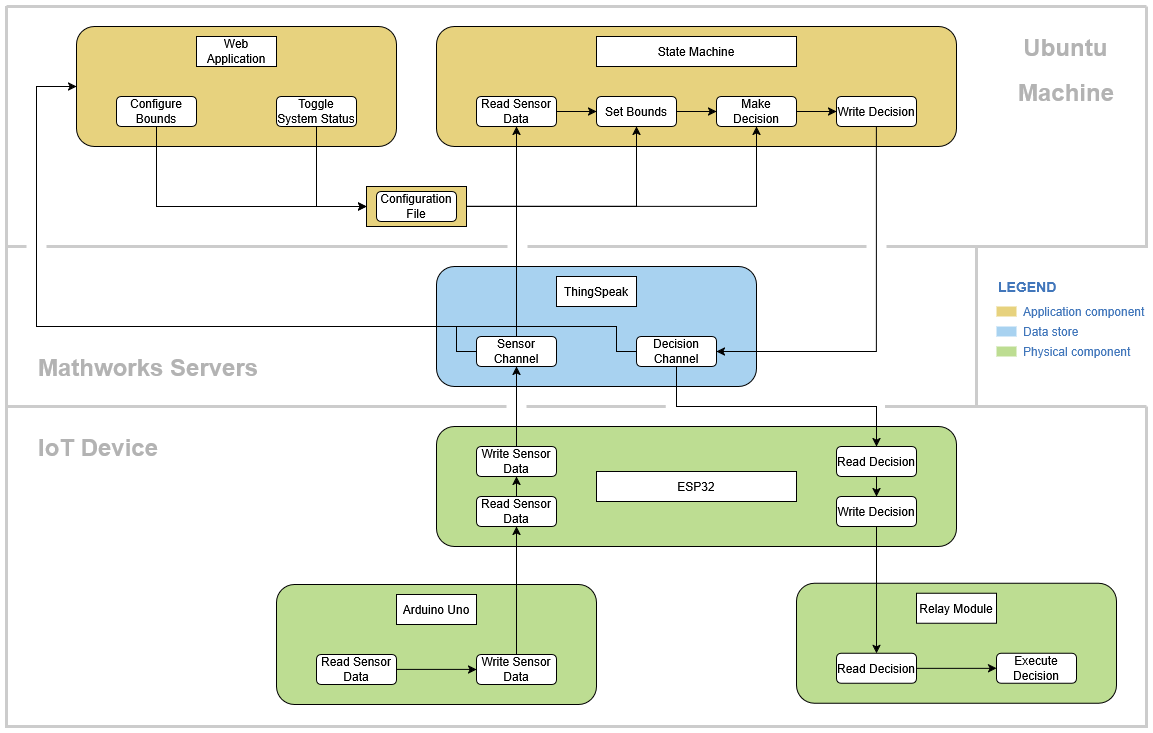 Web
Application
Configure
Bounds
Toggle
System Status
State Machine
Read Sensor
Data
Set Bounds
Make
Decision
Write Decision
Ubuntu
Machine
Configuration
File
ThingSpeak
Sensor
Channel
Decision
Channel
Mathworks Servers
LEGEND
Application component
Data store
Physical component
IoT Device
Write Sensor
Data
Read Sensor
Data
ESP32
Read Decision
Write Decision
Arduino Uno
Read Sensor
Data
Write Sensor
Data
Relay Module
Read Decision
Execute
Decision